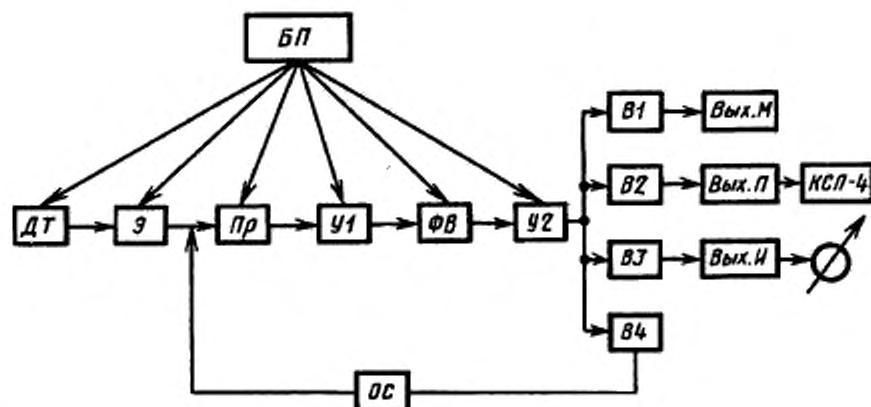 БП
В1 Вых.М
В2 Вых.П КСП-4
ДТ Э Пр У1 ФВ У2
В3 Вых.И
В4
ОС